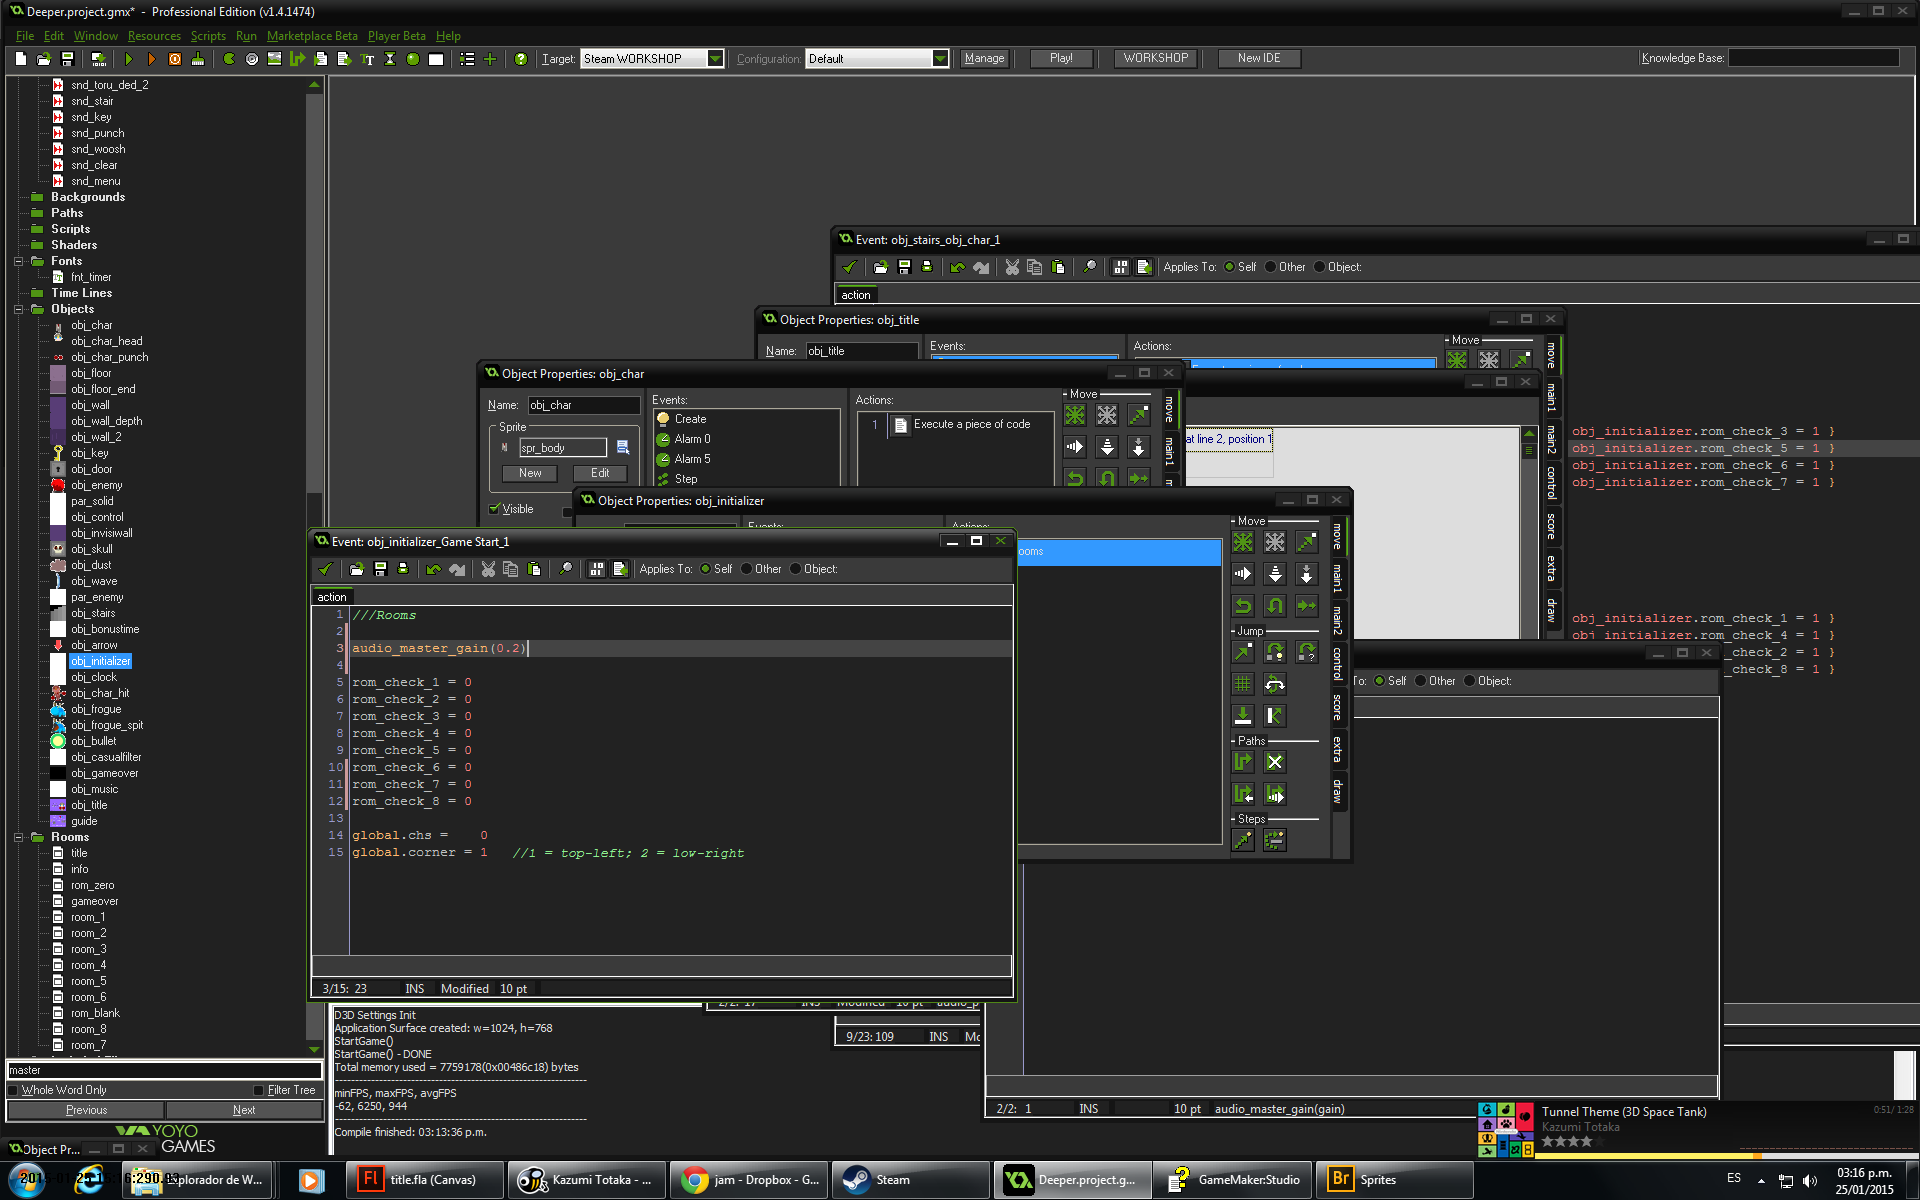 Deeper.project.gmx* - Professional Edition (v1.4.1474)
File Edit Window Resources Scripts Run Marketplace Beta Player Beta Help
Target: Steam WORKSHOP Configuration: Default Manage Play! WORKSHOP New IDE Knowledge Base:
snd_toru_ded_2
snd_stair
snd_key
snd_punch
snd_woosh
snd_clear
snd_menu
Backgrounds
Paths
Scripts
Shaders
Fonts
fnt_timer
Time Lines
Objects
obj_char
obj_char_head
obj_char_punch
obj_floor
obj_floor_end
obj_wall
obj_wall_depth
obj_wall_2
obj_key
obj_door
obj_enemy
par_solid
obj_control
obj_invisiwall
obj_skull
obj_dust
obj_wave
par_enemy
obj_stairs
obj_bonustime
obj_arrow
obj_initializer
obj_clock
obj_char_hit
obj_frogue
obj_frogue_spit
obj_bullet
obj_casualfilter
obj_gameover
obj_music
obj_title
guide
Rooms
title
info
rom_zero
gameover
room_1
room_2
room_3
room_4
room_5
room_6
rom_blank
room_8
room_7
master
Whole Word Only Filter Tree
Previous Next
YOYO GAMES
Object Pr...
Event: obj_stairs_obj_char_1
Applies To: Self Other Object:
action
Object Properties: obj_title
Name: obj_title Events: Actions: Move
move
main1
main2
control
score
extra
draw
at line 2, position 1
obj_initializer.rom_check_3 = 1 }
obj_initializer.rom_check_5 = 1 }
obj_initializer.rom_check_6 = 1 }
obj_initializer.rom_check_7 = 1 }
obj_initializer.rom_check_1 = 1 }
obj_initializer.rom_check_4 = 1 }
_check_2 = 1 }
_check_8 = 1 }
Object Properties: obj_char
Name: obj_char Events: Actions: Move
Sprite
spr_body
New Edit
Visible
Create
Alarm 0
Alarm 5
Step
1 Execute a piece of code
move
main1
Object Properties: obj_initializer
Events: Actions:
ooms
Move
Jump
Paths
Steps
move
main1
main2
control
score
extra
draw
Event: obj_initializer_Game Start_1
Applies To: Self Other Object:
action
1 ///Rooms
2
3 audio_master_gain(0.2)
4
5 rom_check_1 = 0
6 rom_check_2 = 0
7 rom_check_3 = 0
8 rom_check_4 = 0
9 rom_check_5 = 0
10 rom_check_6 = 0
11 rom_check_7 = 0
12 rom_check_8 = 0
13
14 global.chs = 0
15 global.corner = 1 //1 = top-left; 2 = low-right
3/15: 23 INS Modified 10 pt
2/2: 17 INS Modified 10 pt audio_p
9/23: 109 INS Mo
To: Self Other Object:
2/2: 1 INS 10 pt audio_master_gain(gain)
D3D Settings Init
Application Surface created: w=1024, h=768
StartGame()
StartGame() - DONE
Total memory used = 7759178(0x00486c18) bytes
minFPS, maxFPS, avgFPS
-62, 6250, 944
Compile finished: 03:13:36 p.m.
Tunnel Theme (3D Space Tank) 0:51/ 1:28
Kazumi Totaka
Explorador de W...
title.fla (Canvas)
Kazumi Totaka - ...
jam - Dropbox - G...
Steam
Deeper.project.g...
GameMaker:Studio
Sprites
ES
03:16 p.m.
25/01/2015